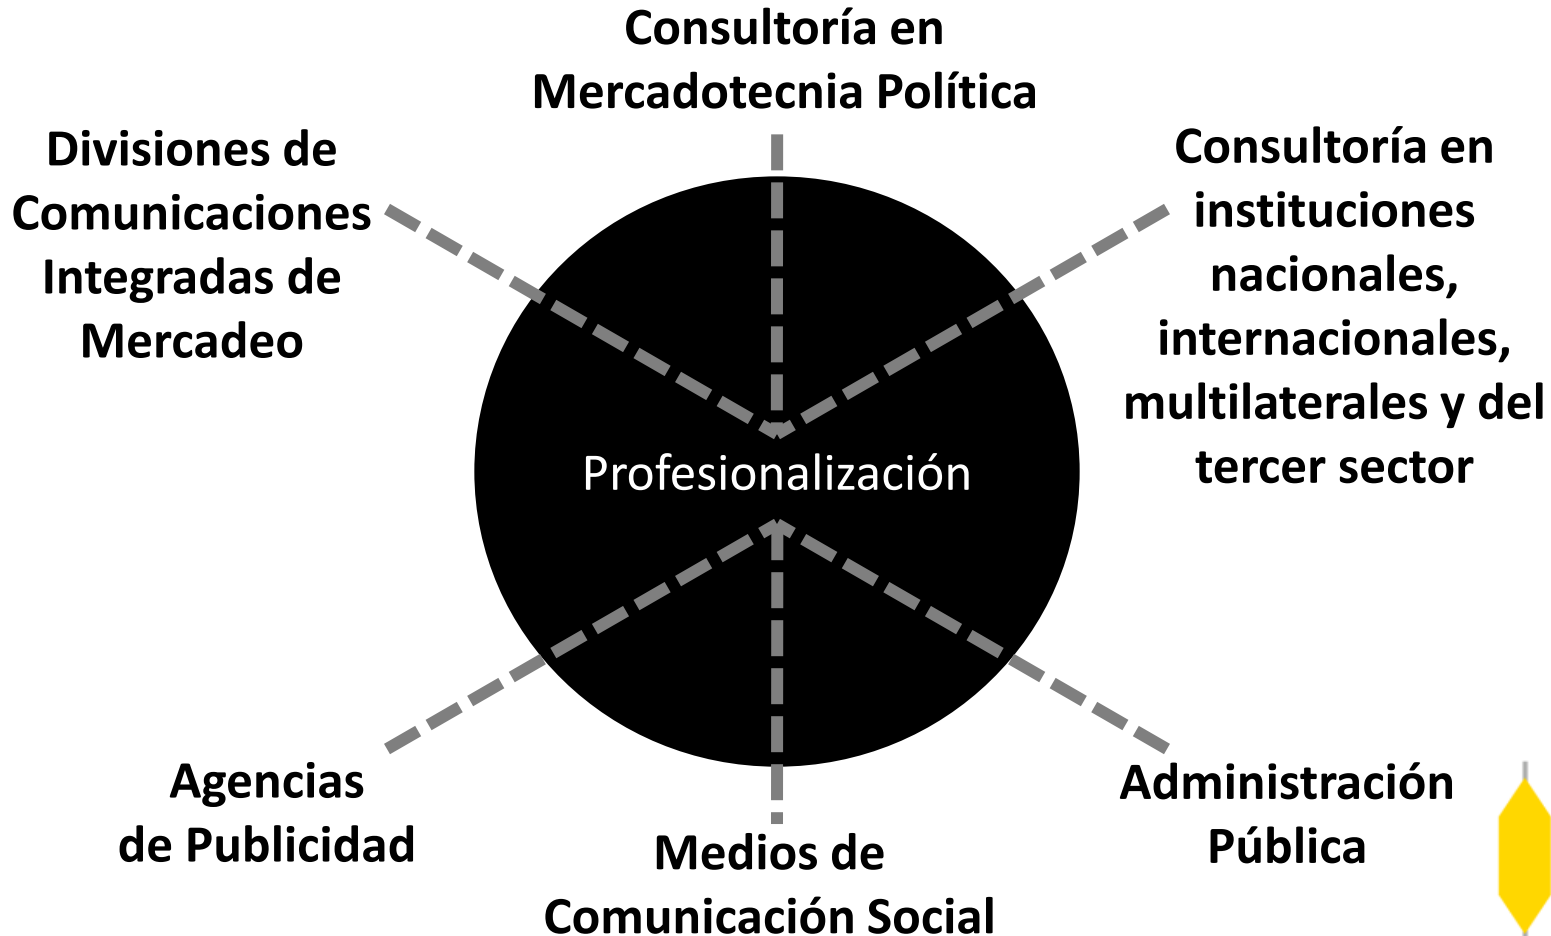 Consultoría en
Mercadotecnia Política
Divisiones de
Comunicaciones
Integradas de
Mercadeo
Consultoría en
instituciones
nacionales,
internacionales,
multilaterales y del
tercer sector
Profesionalización
Agencias
de Publicidad
Medios de
Comunicación Social
Administración
Pública